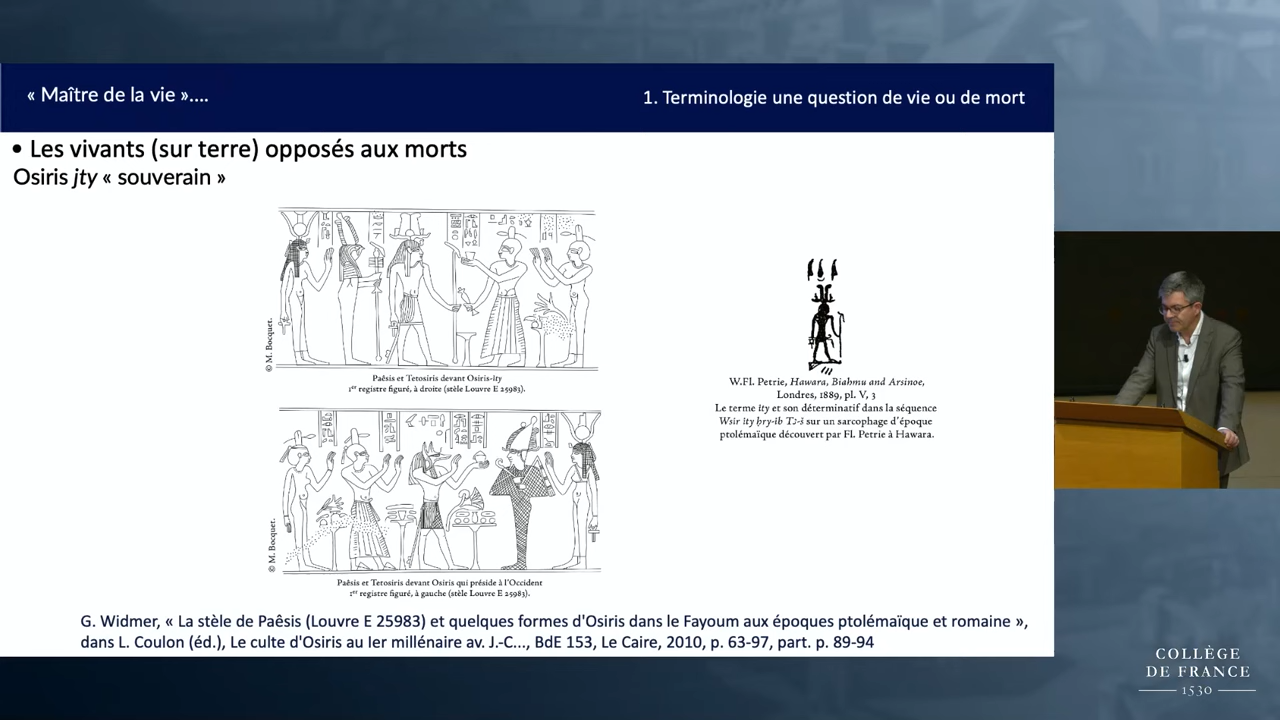 « Maître de la vie »....
1. Terminologie une question de vie ou de mort
• Les vivants (sur terre) opposés aux morts
Osiris jty « souverain »
© M. Bocquet.
Paêsis et Tetosiris devant Osiris-ity
1er registre figuré, à droite (stèle Louvre E 25983).
© M. Bocquet.
Paêsis et Tetosiris devant Osiris qui préside à l'Occident
1er registre figuré, à gauche (stèle Louvre E 25983).
W.Fl. Petrie, Hawara, Biahmu and Arsinoe,
Londres, 1889, pl. V, 3
Le terme ity et son déterminatif dans la séquence
Wsir ity ḥry-ib Tȝ-š sur un sarcophage d'époque
ptolémaïque découvert par Fl. Petrie à Hawara.
G. Widmer, « La stèle de Paêsis (Louvre E 25983) et quelques formes d'Osiris dans le Fayoum aux époques ptolémaïque et romaine »,
dans L. Coulon (éd.), Le culte d'Osiris au Ier millénaire av. J.-C..., BdE 153, Le Caire, 2010, p. 63-97, part. p. 89-94
COLLÈGE
DE FRANCE
1530